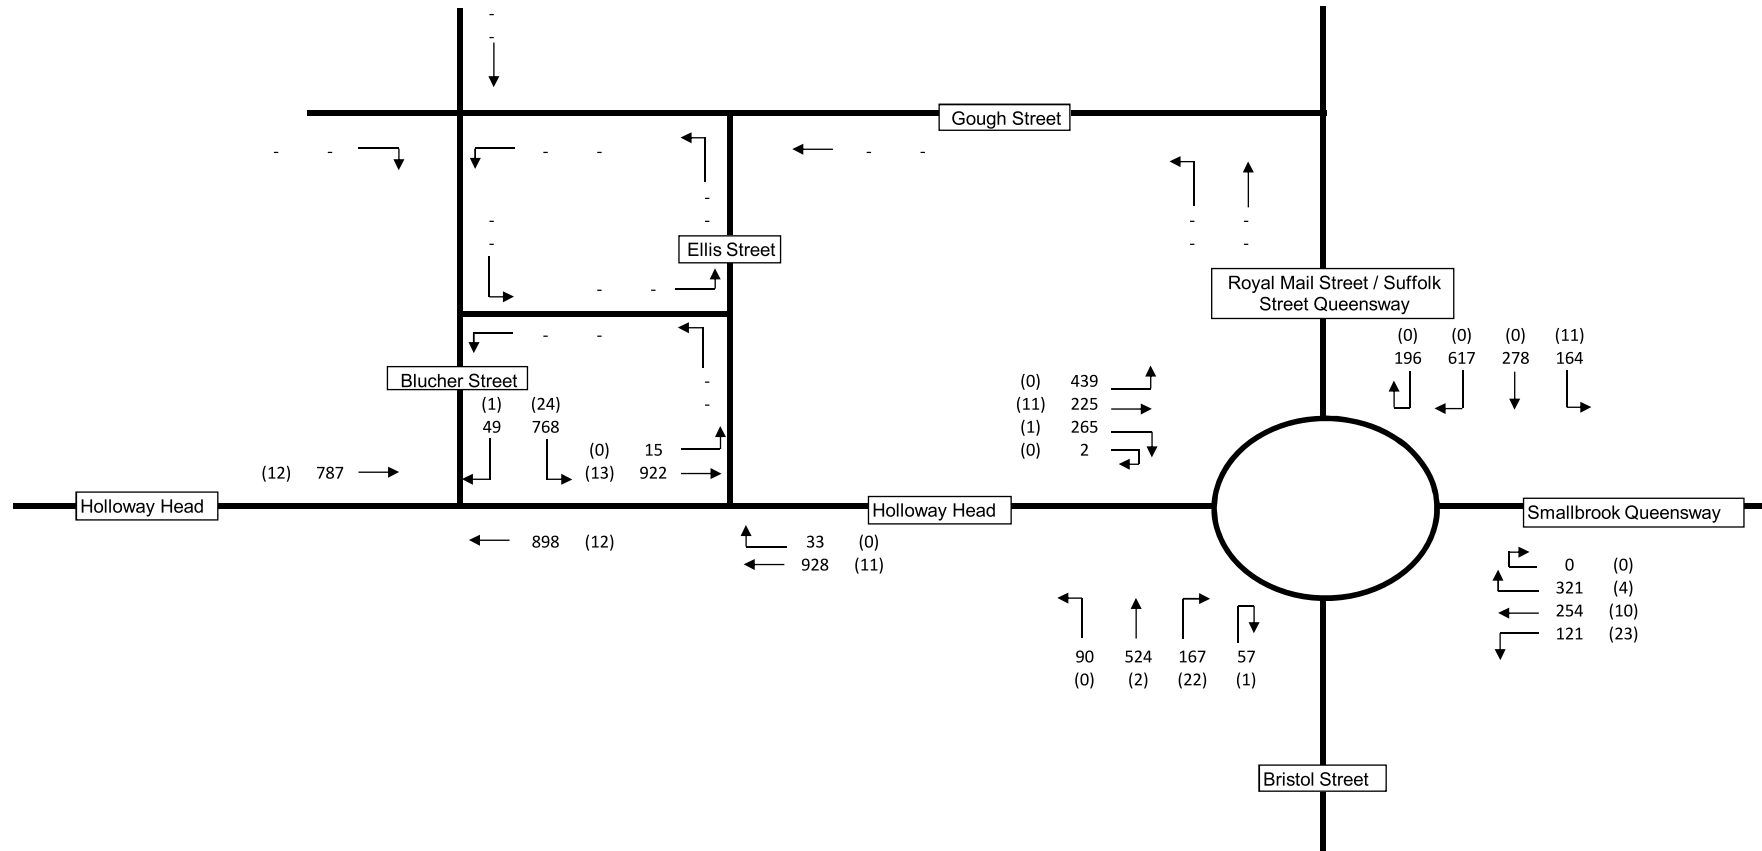 -
-
Gough Street
- -
- -
- -
-
-
-
-
- -
- -
Ellis Street
- -
Royal Mail Street / Suffolk
Street Queensway
- -
-
-
Blucher Street
(0) (0) (0) (11)
196 617 278 164
(0) 439
(11) 225
(1) 265
(0) 2
(1) (24)
49 768
(0) 15
(13) 922
(12) 787
Holloway Head
Holloway Head
Smallbrook Queensway
898 (12)
33 (0)
928 (11)
0 (0)
321 (4)
254 (10)
121 (23)
90 524 167 57
(0) (2) (22) (1)
Bristol Street